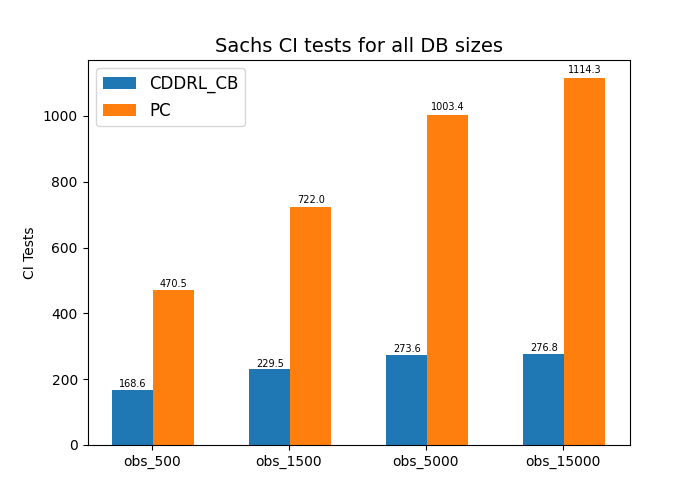 Sachs CI tests for all DB sizes
CDDRL_CB
PC
CI Tests
1000
800
600
400
200
0
168.6
470.5
229.5
722.0
273.6
1003.4
276.8
1114.3
obs_500
obs_1500
obs_5000
obs_15000